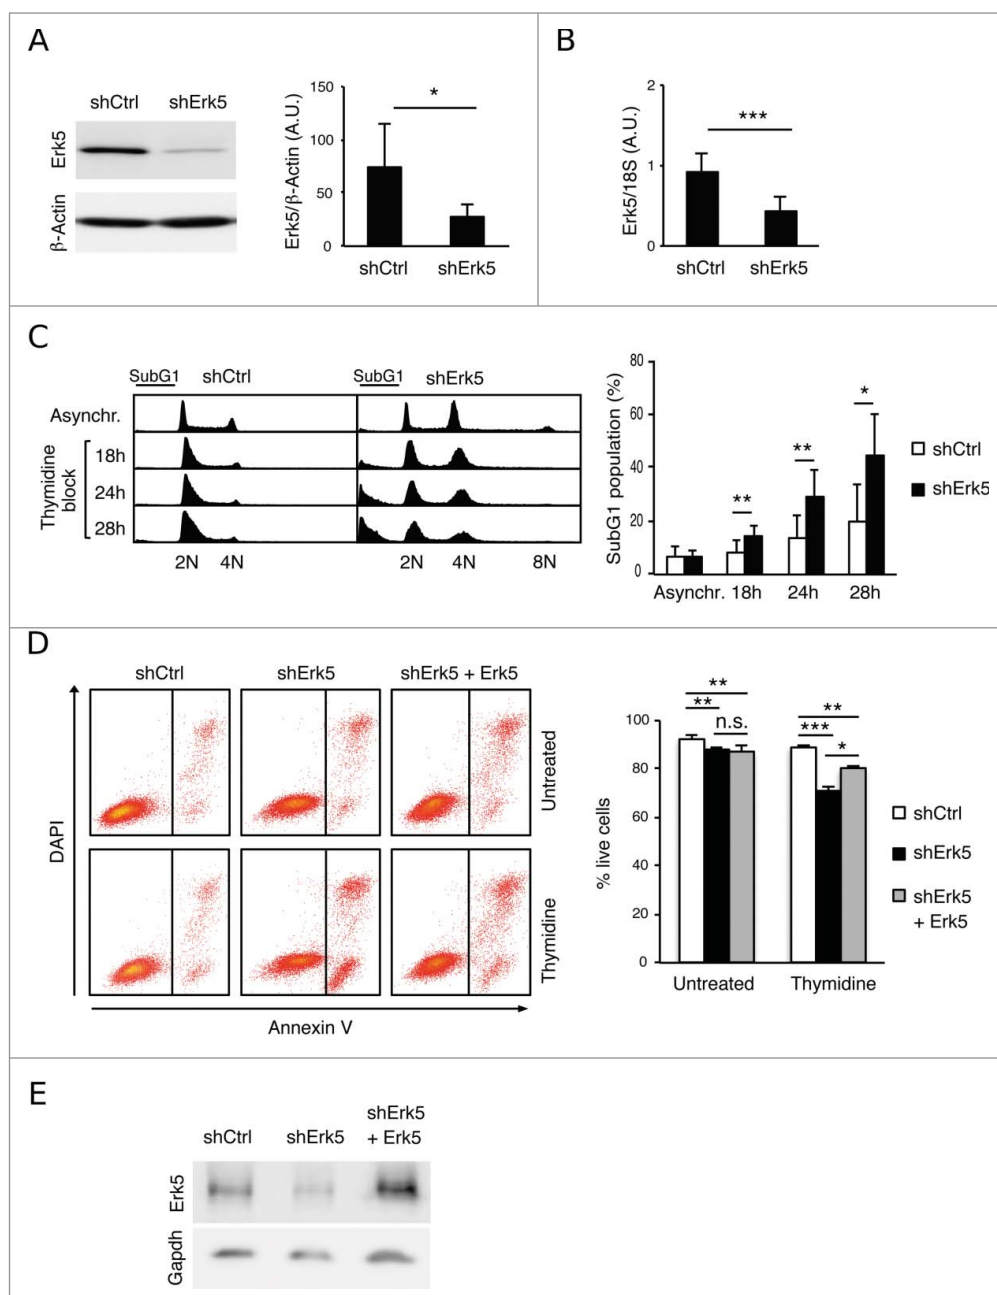 A
shCtrl shErk5
Erk5
β-Actin
Erk5/β-Actin (A.U.)
150
100
50
0
*
shCtrl shErk5
B
Erk5/18S (A.U.)
2
1
0
***
shCtrl shErk5
C
SubG1 shCtrl
SubG1 shErk5
Asynchr.
Thymidine
block
18h
24h
28h
2N 4N
2N 4N 8N
SubG1 population (%)
80
60
40
20
0
**
**
*
Asynchr. 18h 24h 28h
shCtrl
shErk5
D
shCtrl shErk5 shErk5 + Erk5
DAPI
Untreated
Thymidine
Annexin V
% live cells
100
80
60
40
20
0
**
**
n.s.
**
***
*
Untreated Thymidine
shCtrl
shErk5
shErk5
+ Erk5
E
shCtrl shErk5 shErk5
+ Erk5
Erk5
Gapdh